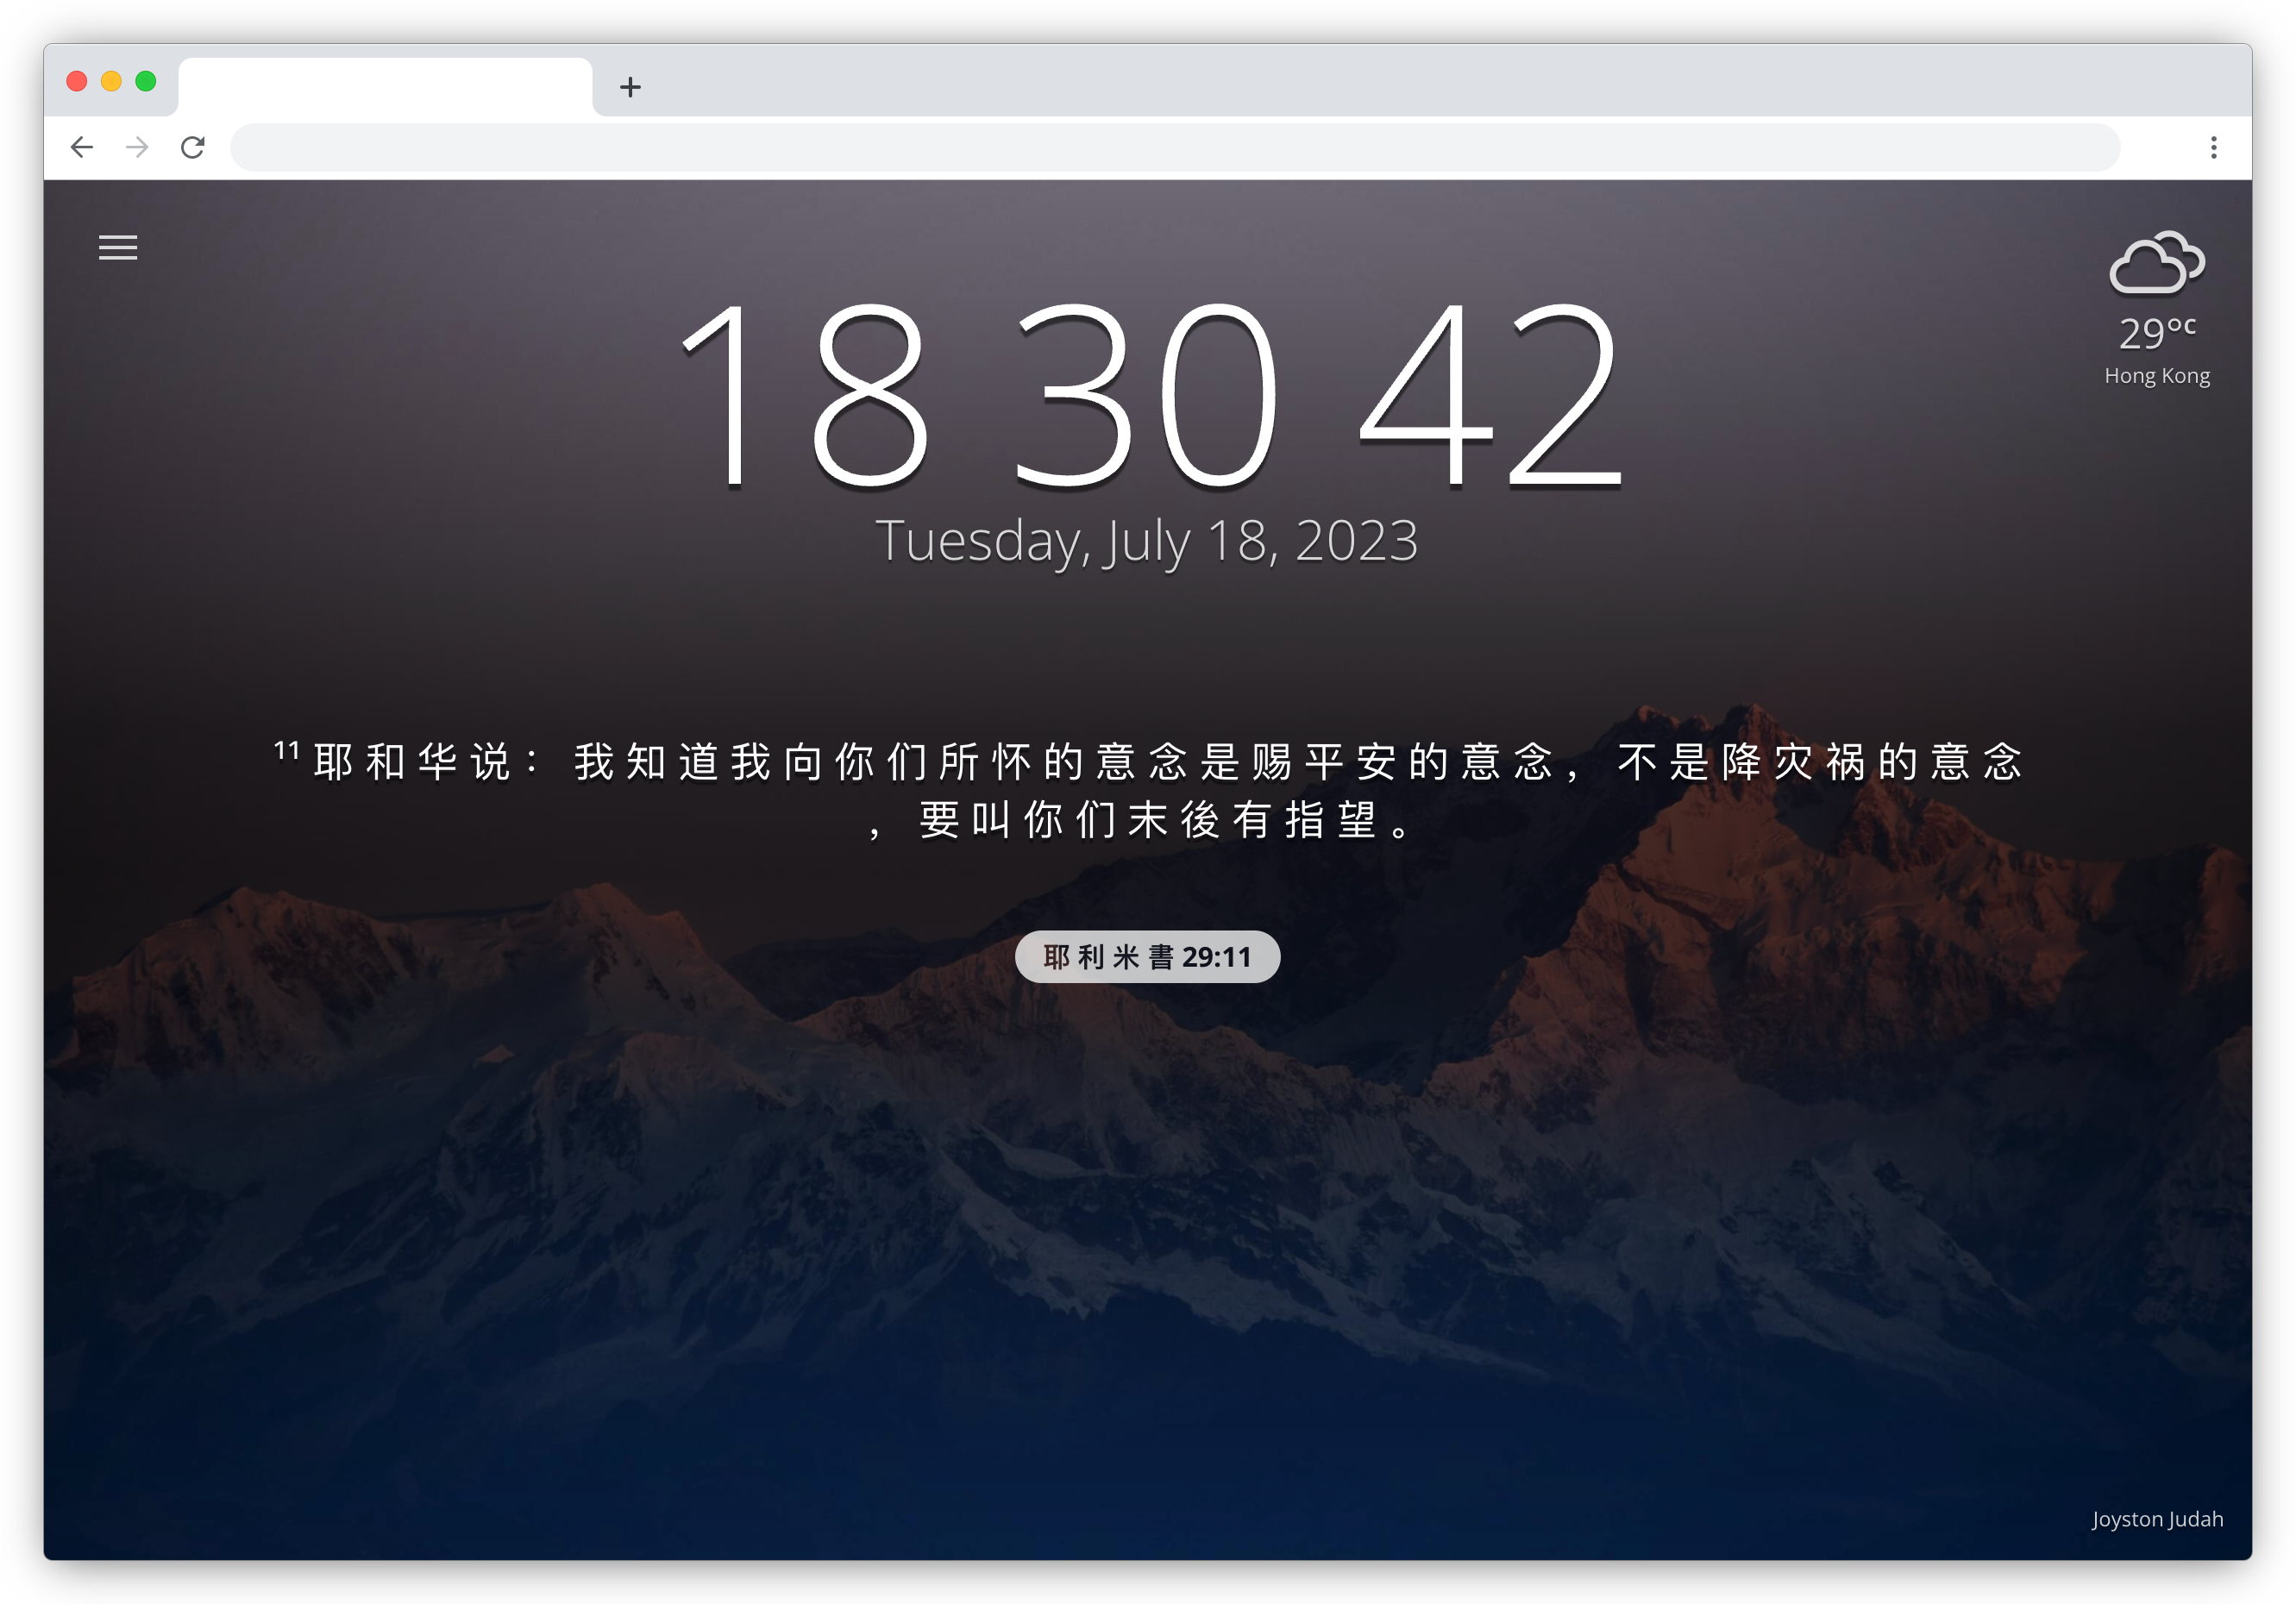 18 30 42
29°C
Hong Kong
Tuesday, July 18, 2023
11 耶和华说： 我知道我向你们所怀的意念是赐平安的意念， 不是降灾祸的意念
， 要叫你们末後有指望。
耶利米書 29:11
Joyston Judah